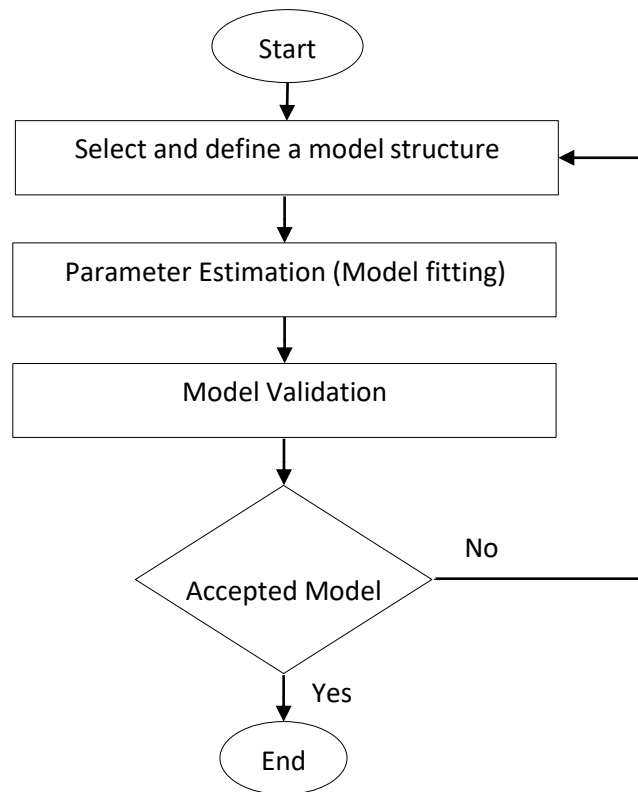 Start
Select and define a model structure
Parameter Estimation (Model fitting)
Model Validation
No
Accepted Model
Yes
End